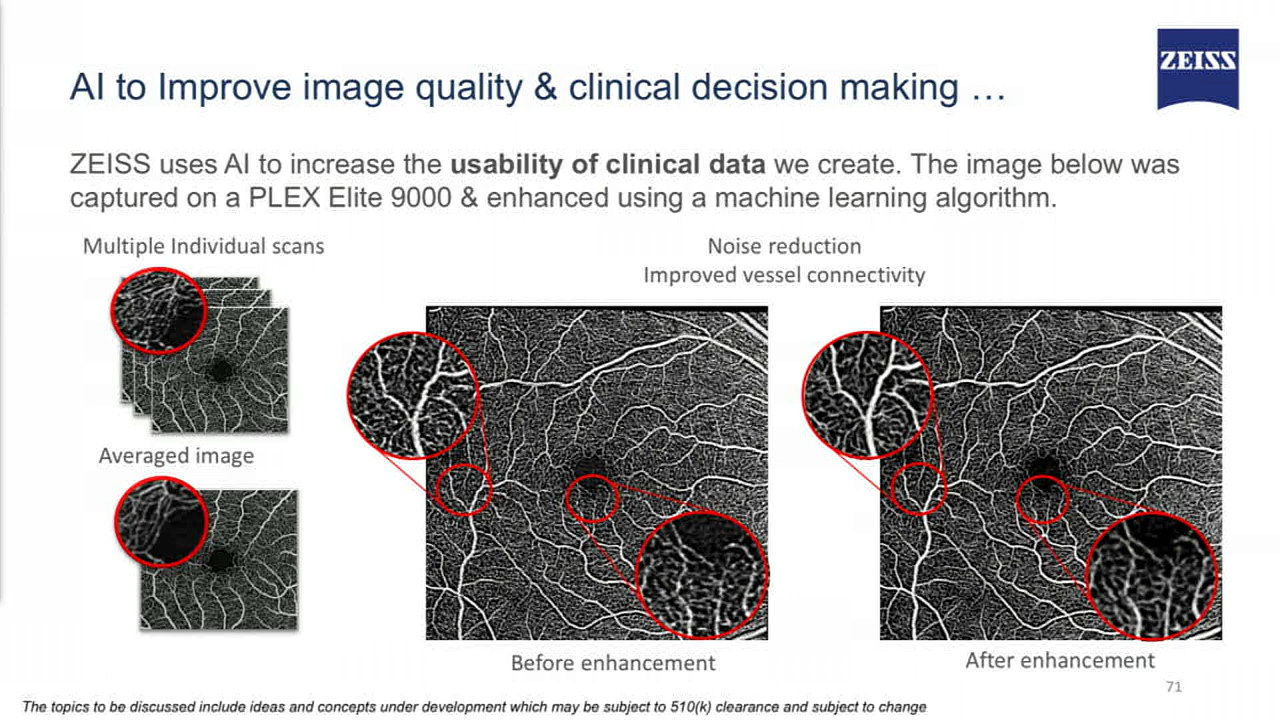 ZEISS
AI to Improve image quality & clinical decision making …
ZEISS uses AI to increase the usability of clinical data we create. The image below was
captured on a PLEX Elite 9000 & enhanced using a machine learning algorithm.
Multiple Individual scans
Noise reduction
Improved vessel connectivity
Averaged image
Before enhancement
After enhancement
71
The topics to be discussed include ideas and concepts under development which may be subject to 510(k) clearance and subject to change